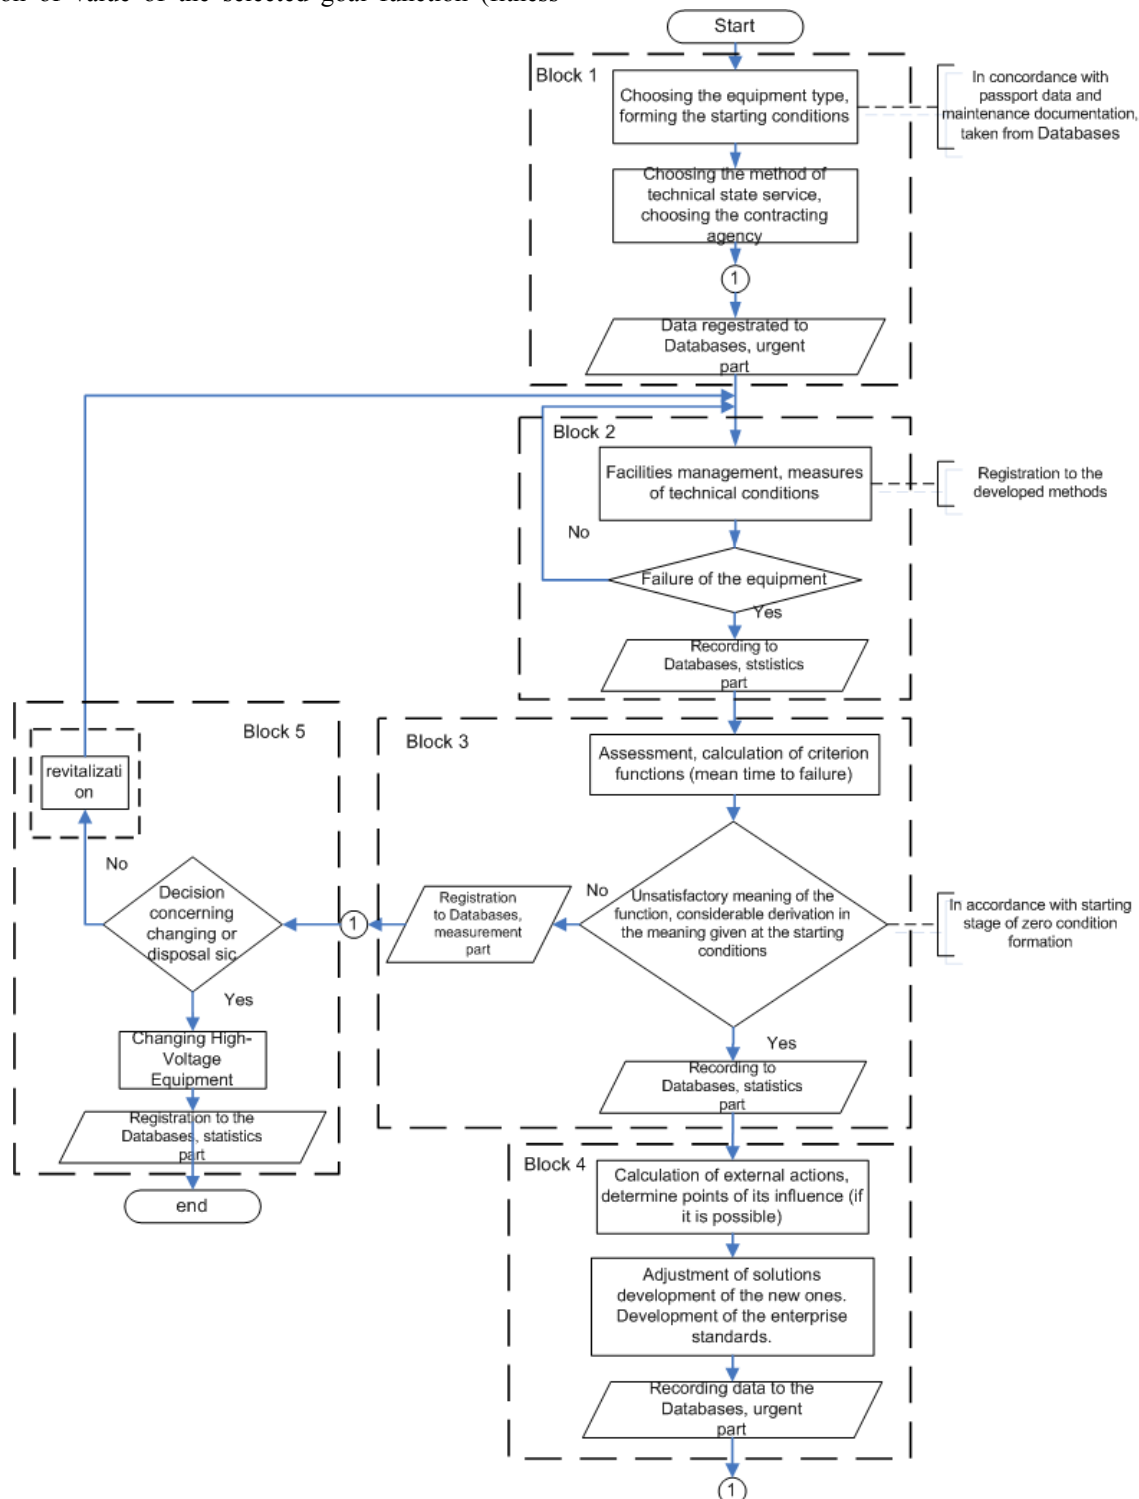 on of value of the selected goal function (fitness
Start
Block 1
Choosing the equipment type,
forming the starting conditions
In concordance with
passport data and
maintenance documentation,
taken from Databases
Choosing the method of
technical state service,
choosing the contracting
agency
1
Data regestrated to
Databases, urgent
part
Block 2
Facilities management, measures
of technical conditions
Registration to the
developed methods
No
Failure of the equipment
Yes
Recording to
Databases, ststistics
part
Block 3
Assessment, calculation of criterion
functions (mean time to failure)
Unsatisfactory meaning of the
function, considerable derivation in
the meaning given at the starting
conditions
In accordance with starting
stage of zero condition
formation
No
Registration
to Databases,
measurement
part
1
Yes
Recording to
Databases, statistics
part
Block 5
revitalizati
on
No
Decision
concerning
changing or
disposal sic
Yes
Changing High-
Voltage
Equipment
Registration to the
Databases, statistics
part
end
Block 4
Calculation of external actions,
determine points of its influence (if
it is possible)
Adjustment of solutions
development of the new ones.
Development of the enterprise
standards.
Recording data to the
Databases, urgent
part
1